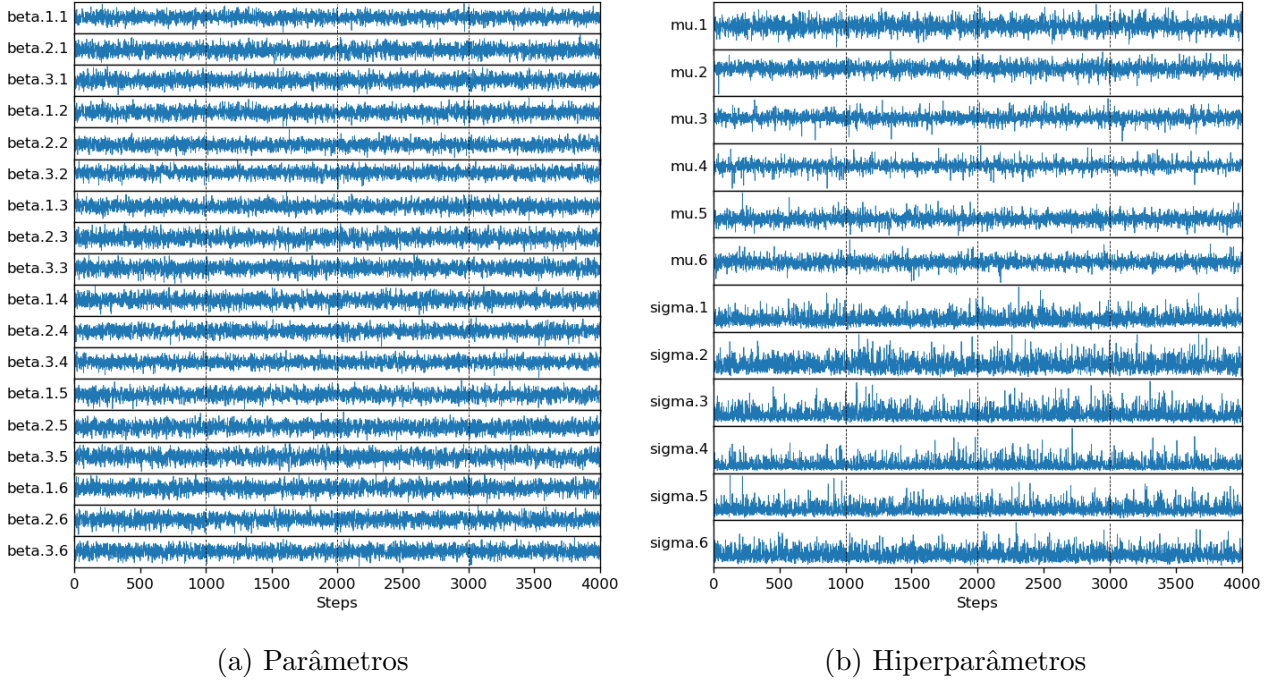 beta.1.1
beta.2.1
beta.3.1
beta.1.2
beta.2.2
beta.3.2
beta.1.3
beta.2.3
beta.3.3
beta.1.4
beta.2.4
beta.3.4
beta.1.5
beta.2.5
beta.3.5
beta.1.6
beta.2.6
beta.3.6
0 500 1000 1500 2000 2500 3000 3500 4000
Steps
(a) Parâmetros
mu.1
mu.2
mu.3
mu.4
mu.5
mu.6
sigma.1
sigma.2
sigma.3
sigma.4
sigma.5
sigma.6
0 500 1000 1500 2000 2500 3000 3500 4000
Steps
(b) Hiperparâmetros